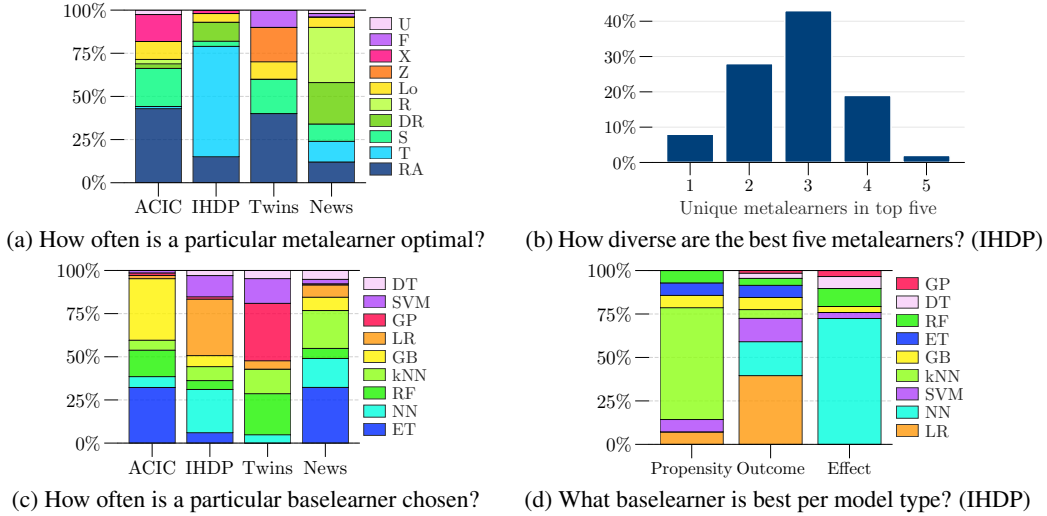 100%
75%
50%
25%
0%
ACIC IHDP Twins News
U
F
X
Z
Lo
R
DR
S
T
RA
(a) How often is a particular metalearner optimal?
40%
30%
20%
10%
0%
1 2 3 4 5
Unique metalearners in top five
(b) How diverse are the best five metalearners? (IHDP)
100%
75%
50%
25%
0%
ACIC IHDP Twins News
DT
SVM
GP
LR
GB
kNN
RF
NN
ET
(c) How often is a particular baselearner chosen?
100%
75%
50%
25%
0%
Propensity Outcome Effect
GP
DT
RF
ET
GB
kNN
SVM
NN
LR
(d) What baselearner is best per model type? (IHDP)